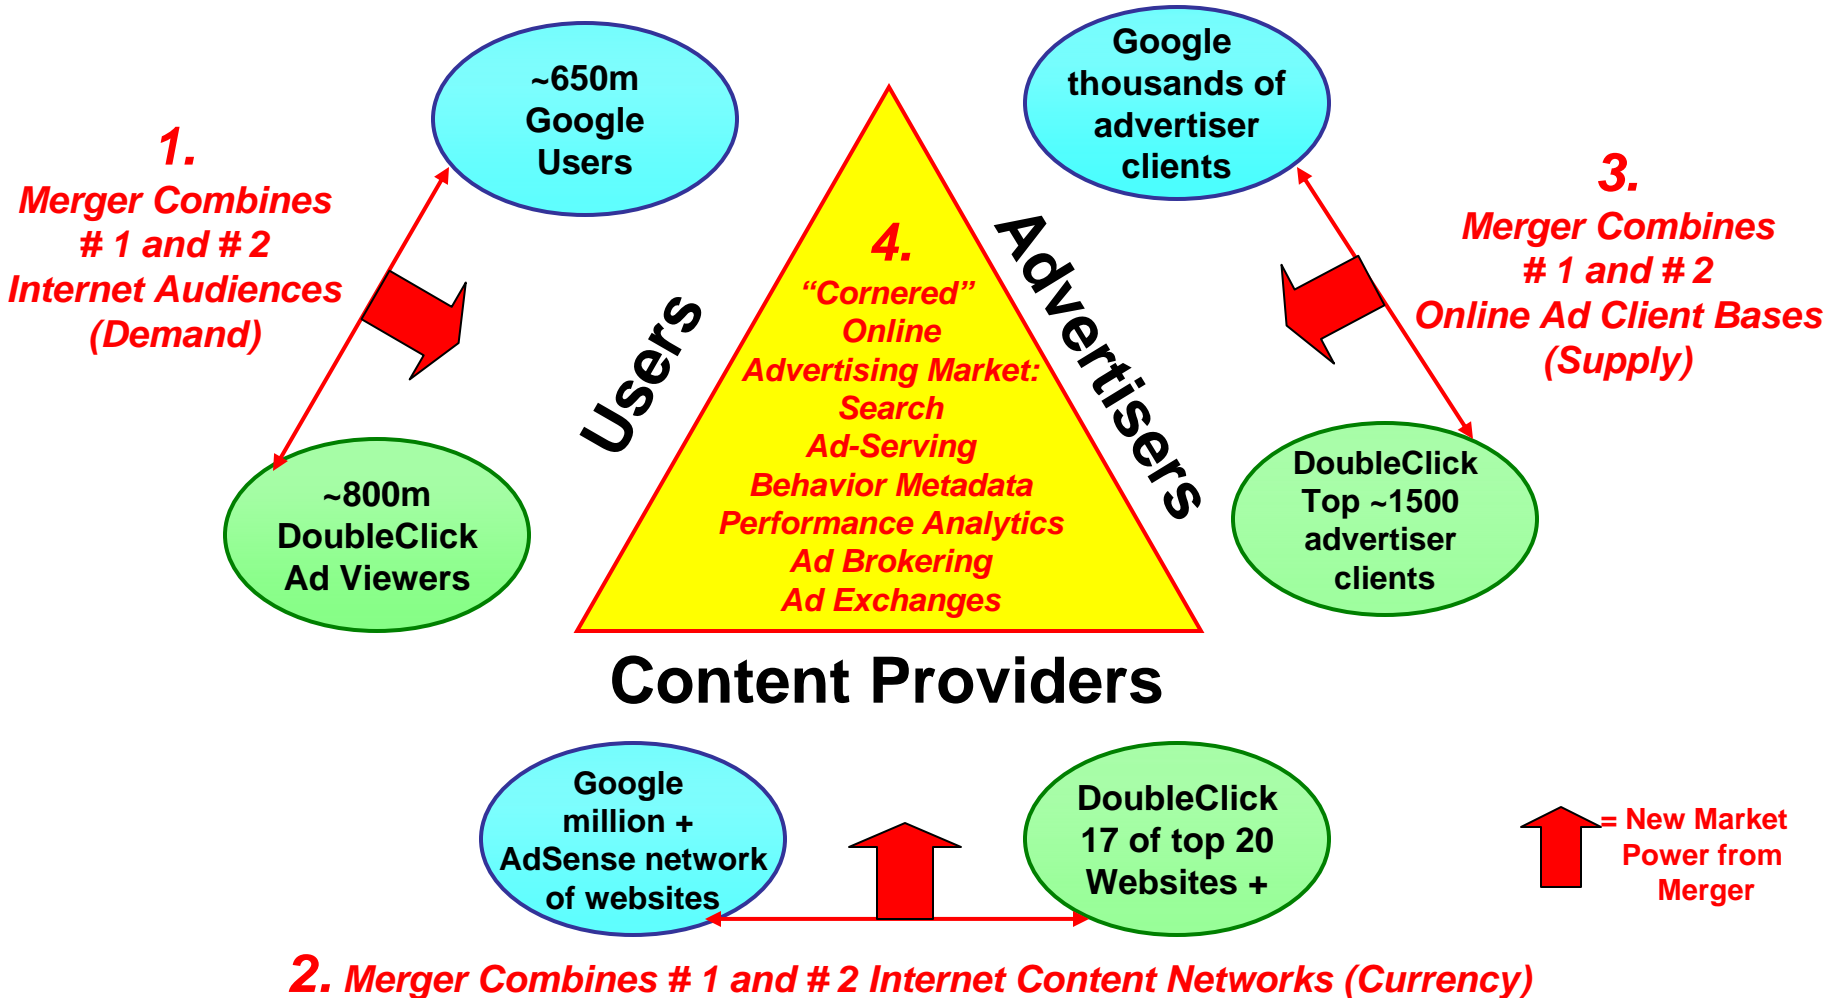 1.
Merger Combines
# 1 and # 2
Internet Audiences
(Demand)
~650m
Google
Users
~800m
DoubleClick
Ad Viewers
Users
4.
“Cornered”
Online
Advertising Market:
Search
Ad-Serving
Behavior Metadata
Performance Analytics
Ad Brokering
Ad Exchanges
Advertisers
Google
thousands of
advertiser
clients
3.
Merger Combines
# 1 and # 2
Online Ad Client Bases
(Supply)
DoubleClick
Top ~1500
advertiser
clients
Content Providers
Google
million +
AdSense network
of websites
DoubleClick
17 of top 20
Websites +
= New Market
Power from
Merger
2. Merger Combines # 1 and # 2 Internet Content Networks (Currency)